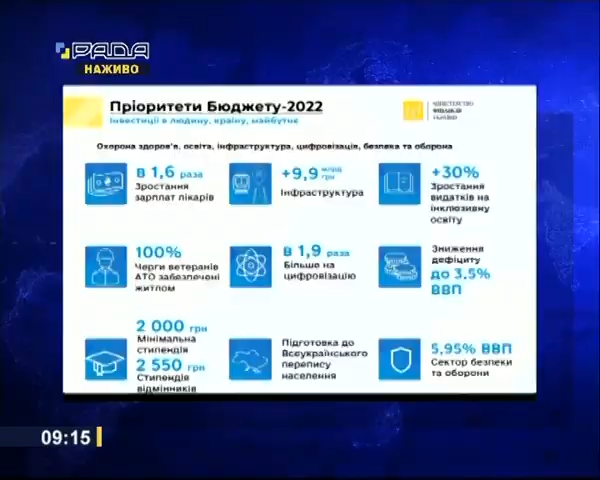 РАДА
НАЖИВО
Пріоритети Бюджету-2022
Інвестиції в людину, країну, майбутнє
МІНІСТЕРСТВО
ФІНАНСІВ
УКРАЇНИ
Охорона здоров'я, освіта, інфраструктура, цифровізація, безпека та оборона
В 1,6 раза
Зростання
зарплат лікарів
+9,9 млрд грн
Інфраструктура
+30%
Зростання
видатків на
інклюзивну
освіту
100%
Черги ветеранів
АТО забезпечені
житлом
В 1,9 раза
Більше на
цифровізацію
Зниження
дефіциту
до 3,5%
ВВП
2 000 грн
Мінімальна
стипендія
2 550 грн
Стипендія
відмінників
Підготовка до
Всеукраїнського
перепису
населення
5,95% ВВП
Сектор безпеки
та оборони
09:15